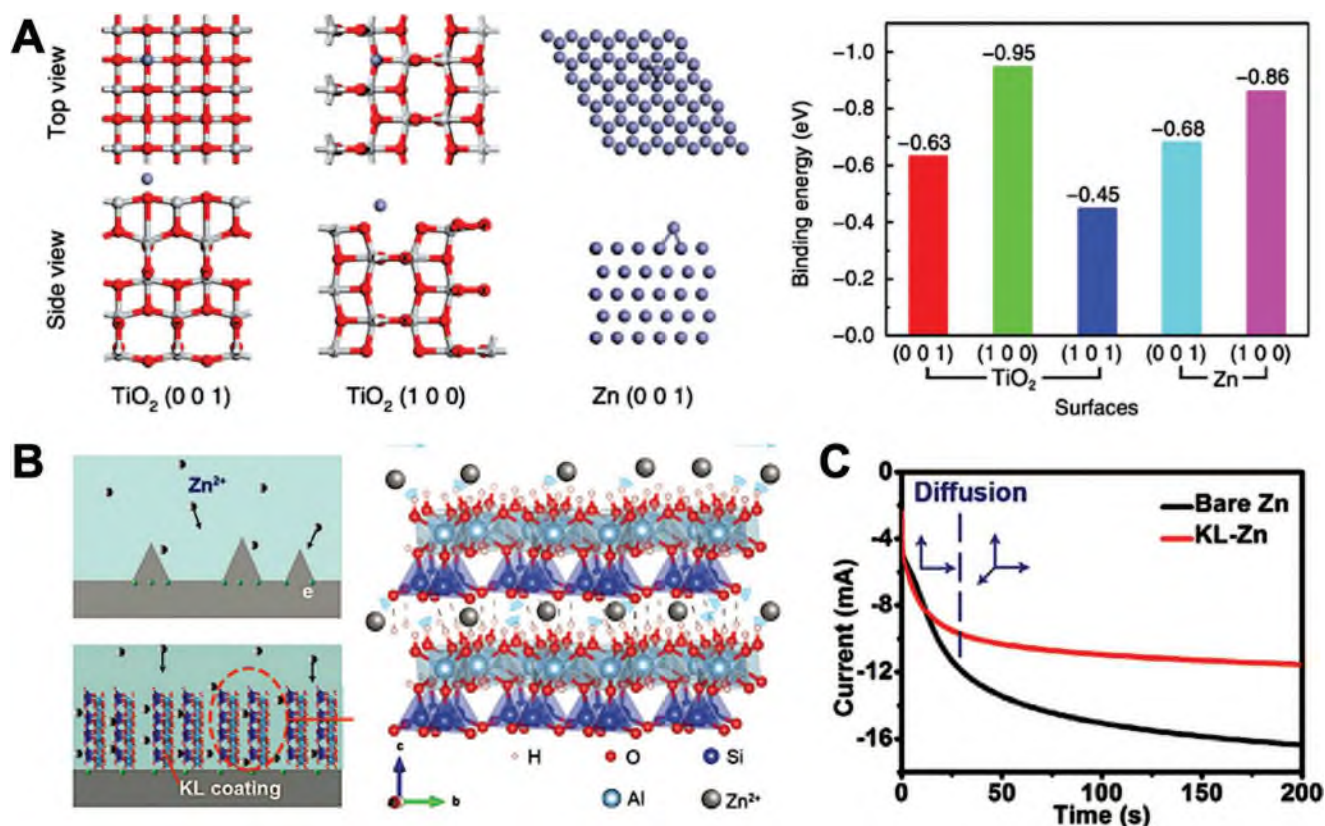 A
Top view
Side view
TiO₂ (0 0 1)
TiO₂ (1 0 0)
Zn (0 0 1)
Binding energy (eV)
−1.0
−0.8
−0.6
−0.4
−0.2
−0.0
−0.63
−0.95
−0.45
−0.68
−0.86
(0 0 1)
(1 0 0)
(1 0 1)
(0 0 1)
(1 0 0)
TiO₂
Zn
Surfaces
B
Zn²⁺
e
KL coating
c
b
H
O
Si
Al
Zn²⁺
C
Diffusion
Bare Zn
KL-Zn
Current (mA)
0
-4
-8
-12
-16
0
50
100
150
200
Time (s)